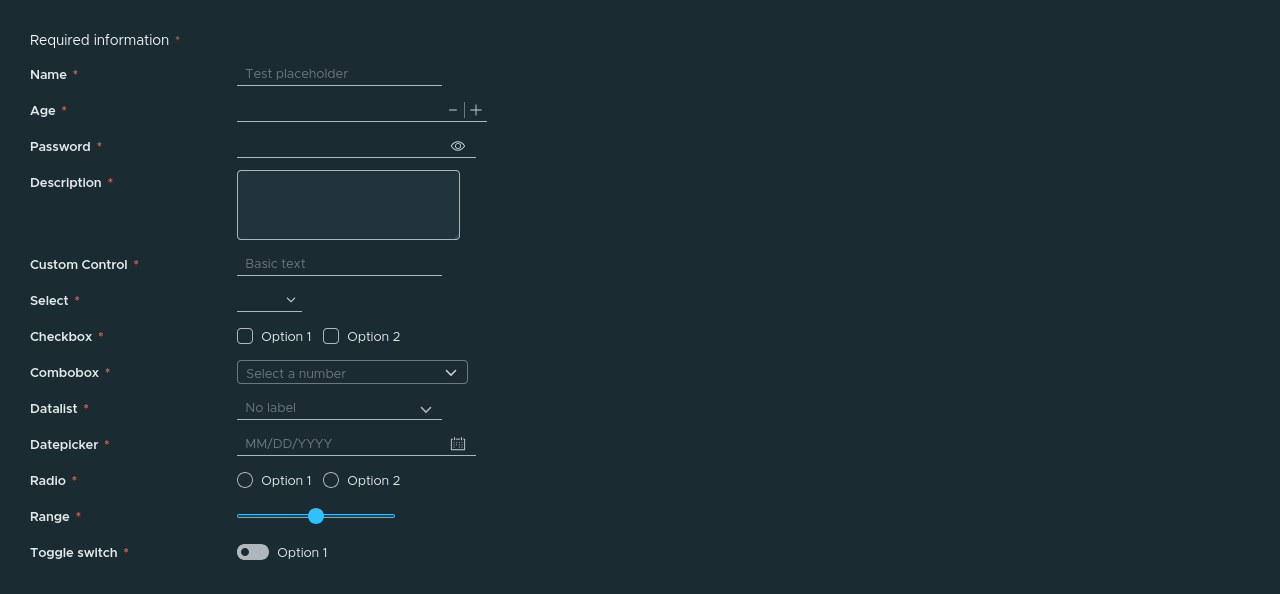 Required information *
Name * Test placeholder
Age *
Password *
Description *
Custom Control * Basic text
Select *
Checkbox * Option 1 Option 2
Combobox * Select a number
Datalist * No label
Datepicker * MM/DD/YYYY
Radio * Option 1 Option 2
Range *
Toggle switch * Option 1